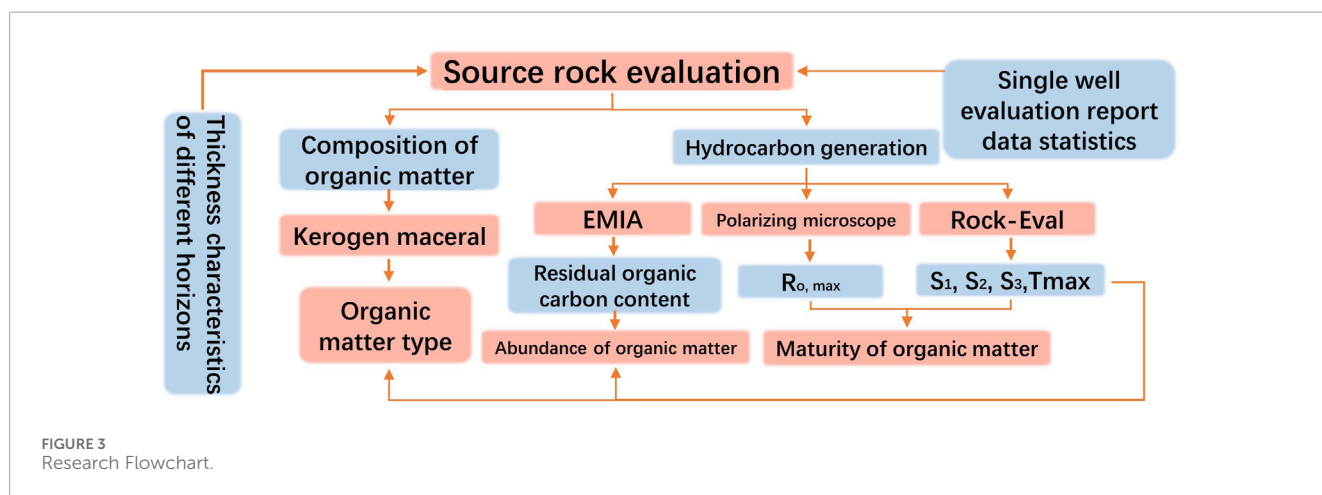 Source rock evaluation
Single well
evaluation report
data statistics
Thickness characteristics
of different horizons
Composition of
organic matter
Hydrocarbon generation
Kerogen maceral
EMIA
Polarizing microscope
Rock-Eval
Residual organic
carbon content
Ro, max
S1, S2, S3,Tmax
Organic
matter type
Abundance of organic matter
Maturity of organic matter
FIGURE 3
Research Flowchart.